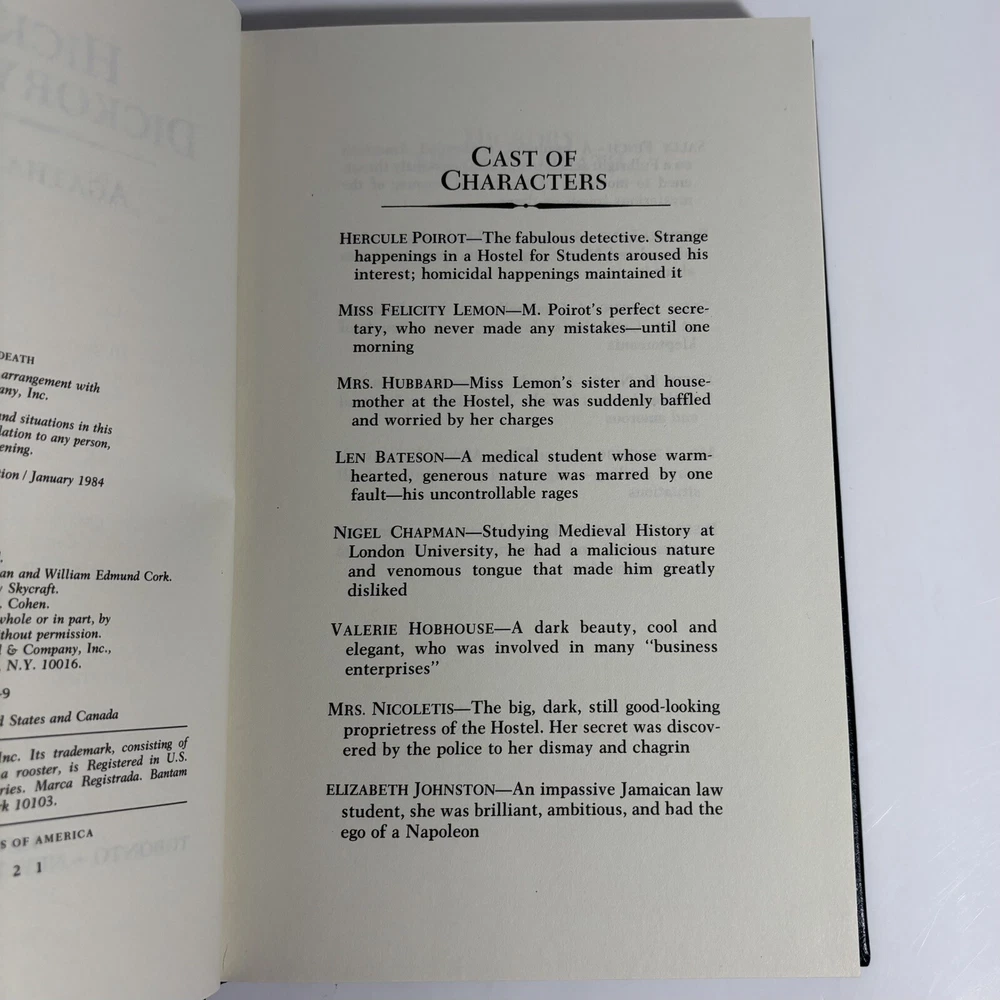 DEATH
arrangement with
any, Inc.
nd situations in this
lation to any person,
ening.
ion / January 1984
an and William Edmund Cork.
Skycraft.
. Cohen.
whole or in part, by
thout permission.
& Company, Inc.,
N.Y. 10016.
-9
d States and Canada
Inc. Its trademark, consisting of
a rooster, is Registered in U.S.
ries. Marca Registrada. Bantam
rk 10103.
S OF AMERICA
2 1
CAST OF
CHARACTERS
HERCULE POIROT—The fabulous detective. Strange
happenings in a Hostel for Students aroused his
interest; homicidal happenings maintained it
MISS FELICITY LEMON—M. Poirot's perfect secre-
tary, who never made any mistakes—until one
morning
MRS. HUBBARD—Miss Lemon's sister and house-
mother at the Hostel, she was suddenly baffled
and worried by her charges
LEN BATESON—A medical student whose warm-
hearted, generous nature was marred by one
fault—his uncontrollable rages
NIGEL CHAPMAN—Studying Medieval History at
London University, he had a malicious nature
and venomous tongue that made him greatly
disliked
VALERIE HOBHOUSE—A dark beauty, cool and
elegant, who was involved in many "business
enterprises"
MRS. NICOLETIS—The big, dark, still good-looking
proprietress of the Hostel. Her secret was discov-
ered by the police to her dismay and chagrin
ELIZABETH JOHNSTON—An impassive Jamaican law
student, she was brilliant, ambitious, and had the
ego of a Napoleon